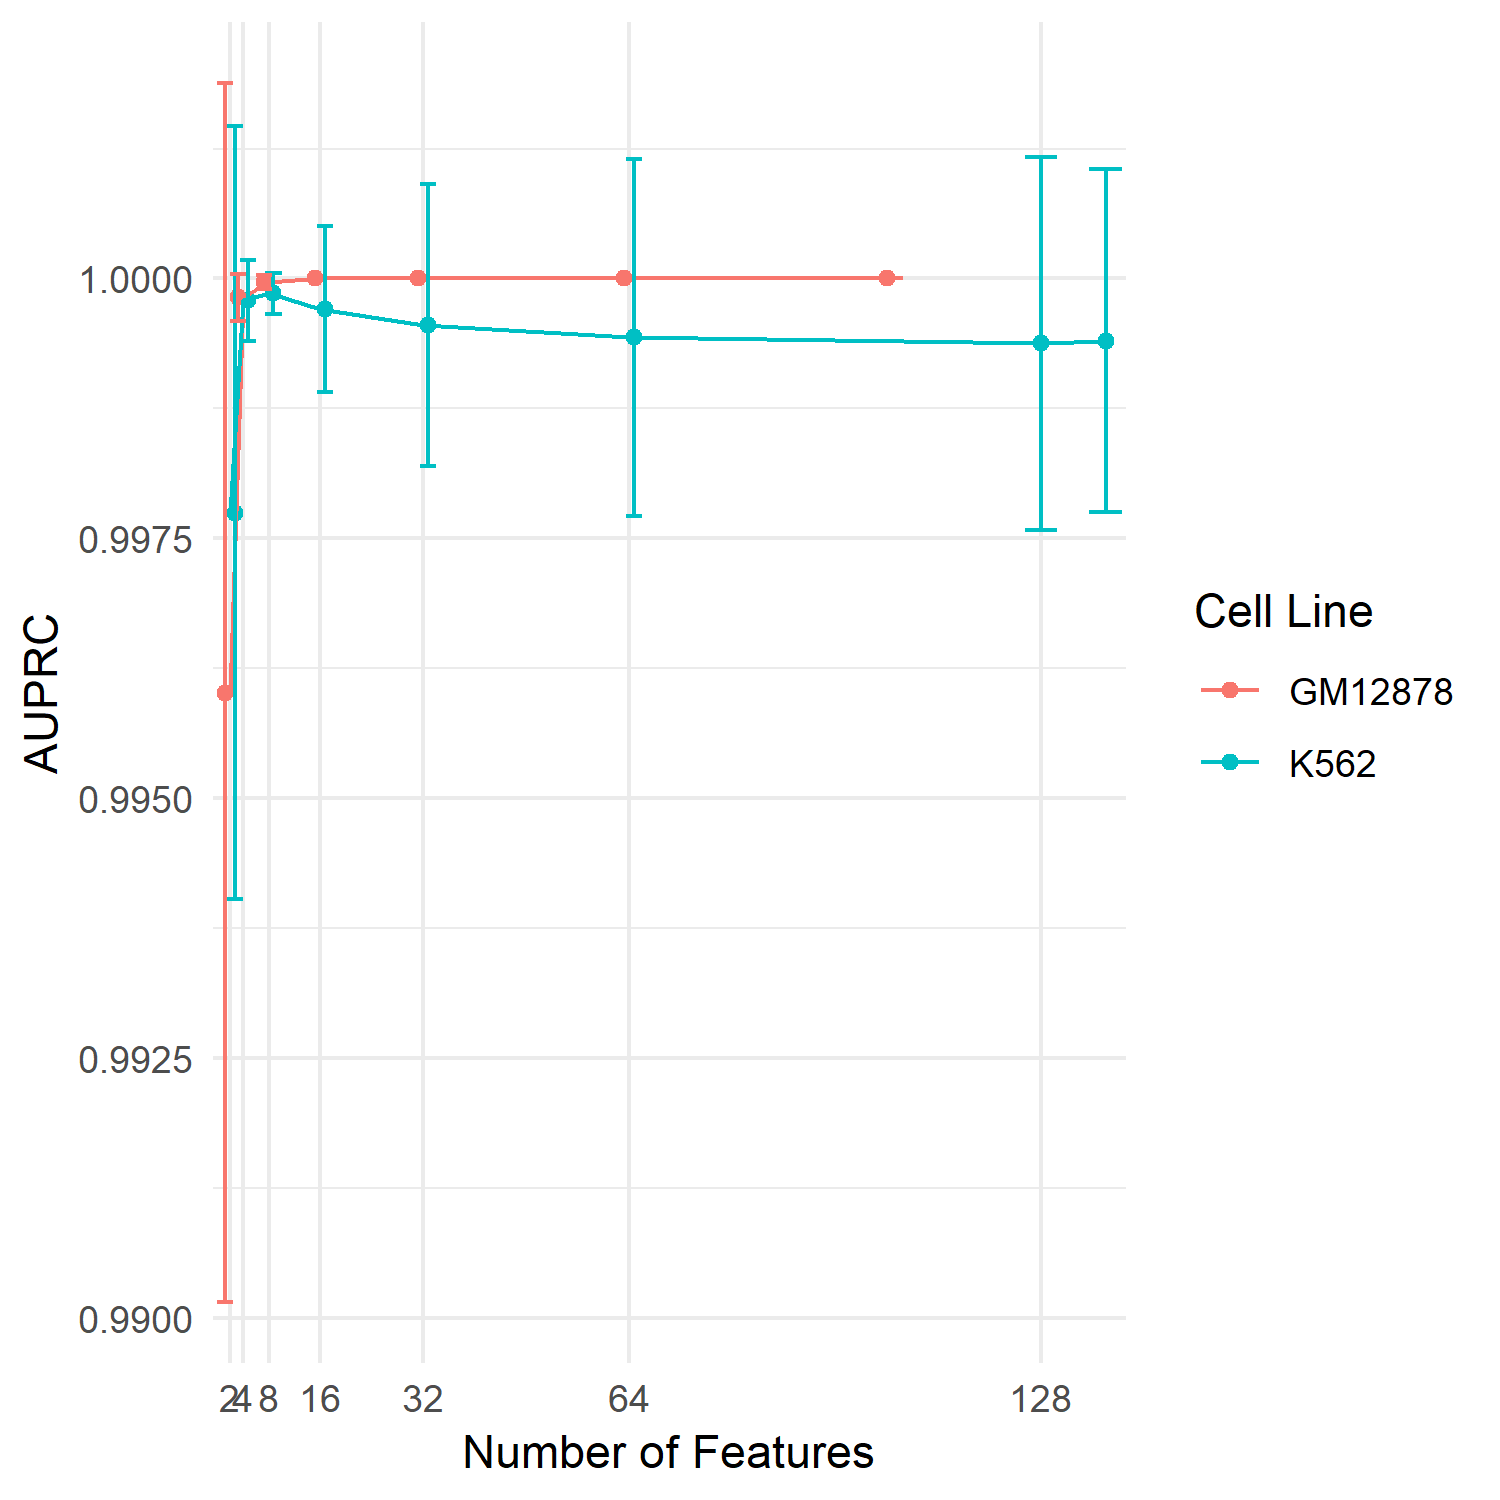 AUPRC
1.0000
0.9975
0.9950
0.9925
0.9900
2 4 8 16 32 64 128
Number of Features
Cell Line
GM12878
K562